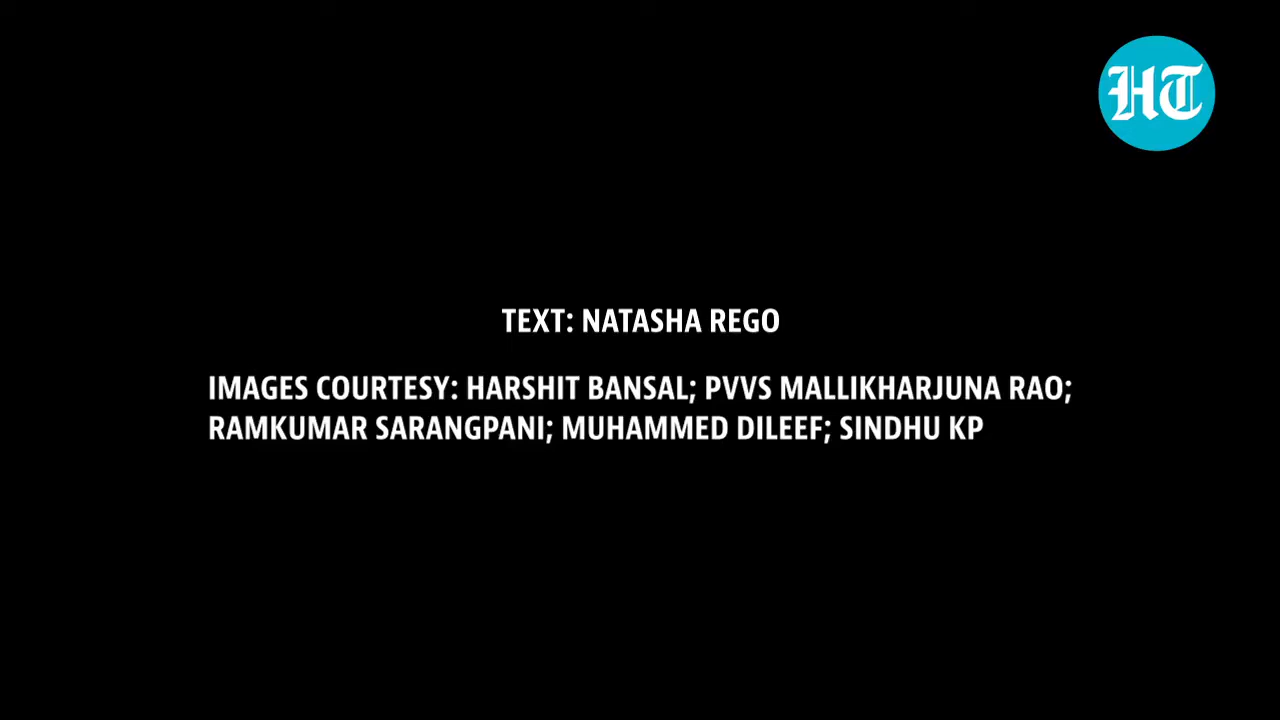 HT
TEXT: NATASHA REGO
IMAGES COURTESY: HARSHIT BANSAL; PVVS MALLIKHARJUNA RAO;
RAMKUMAR SARANGPANI; MUHAMMED DILEEF; SINDHU KP